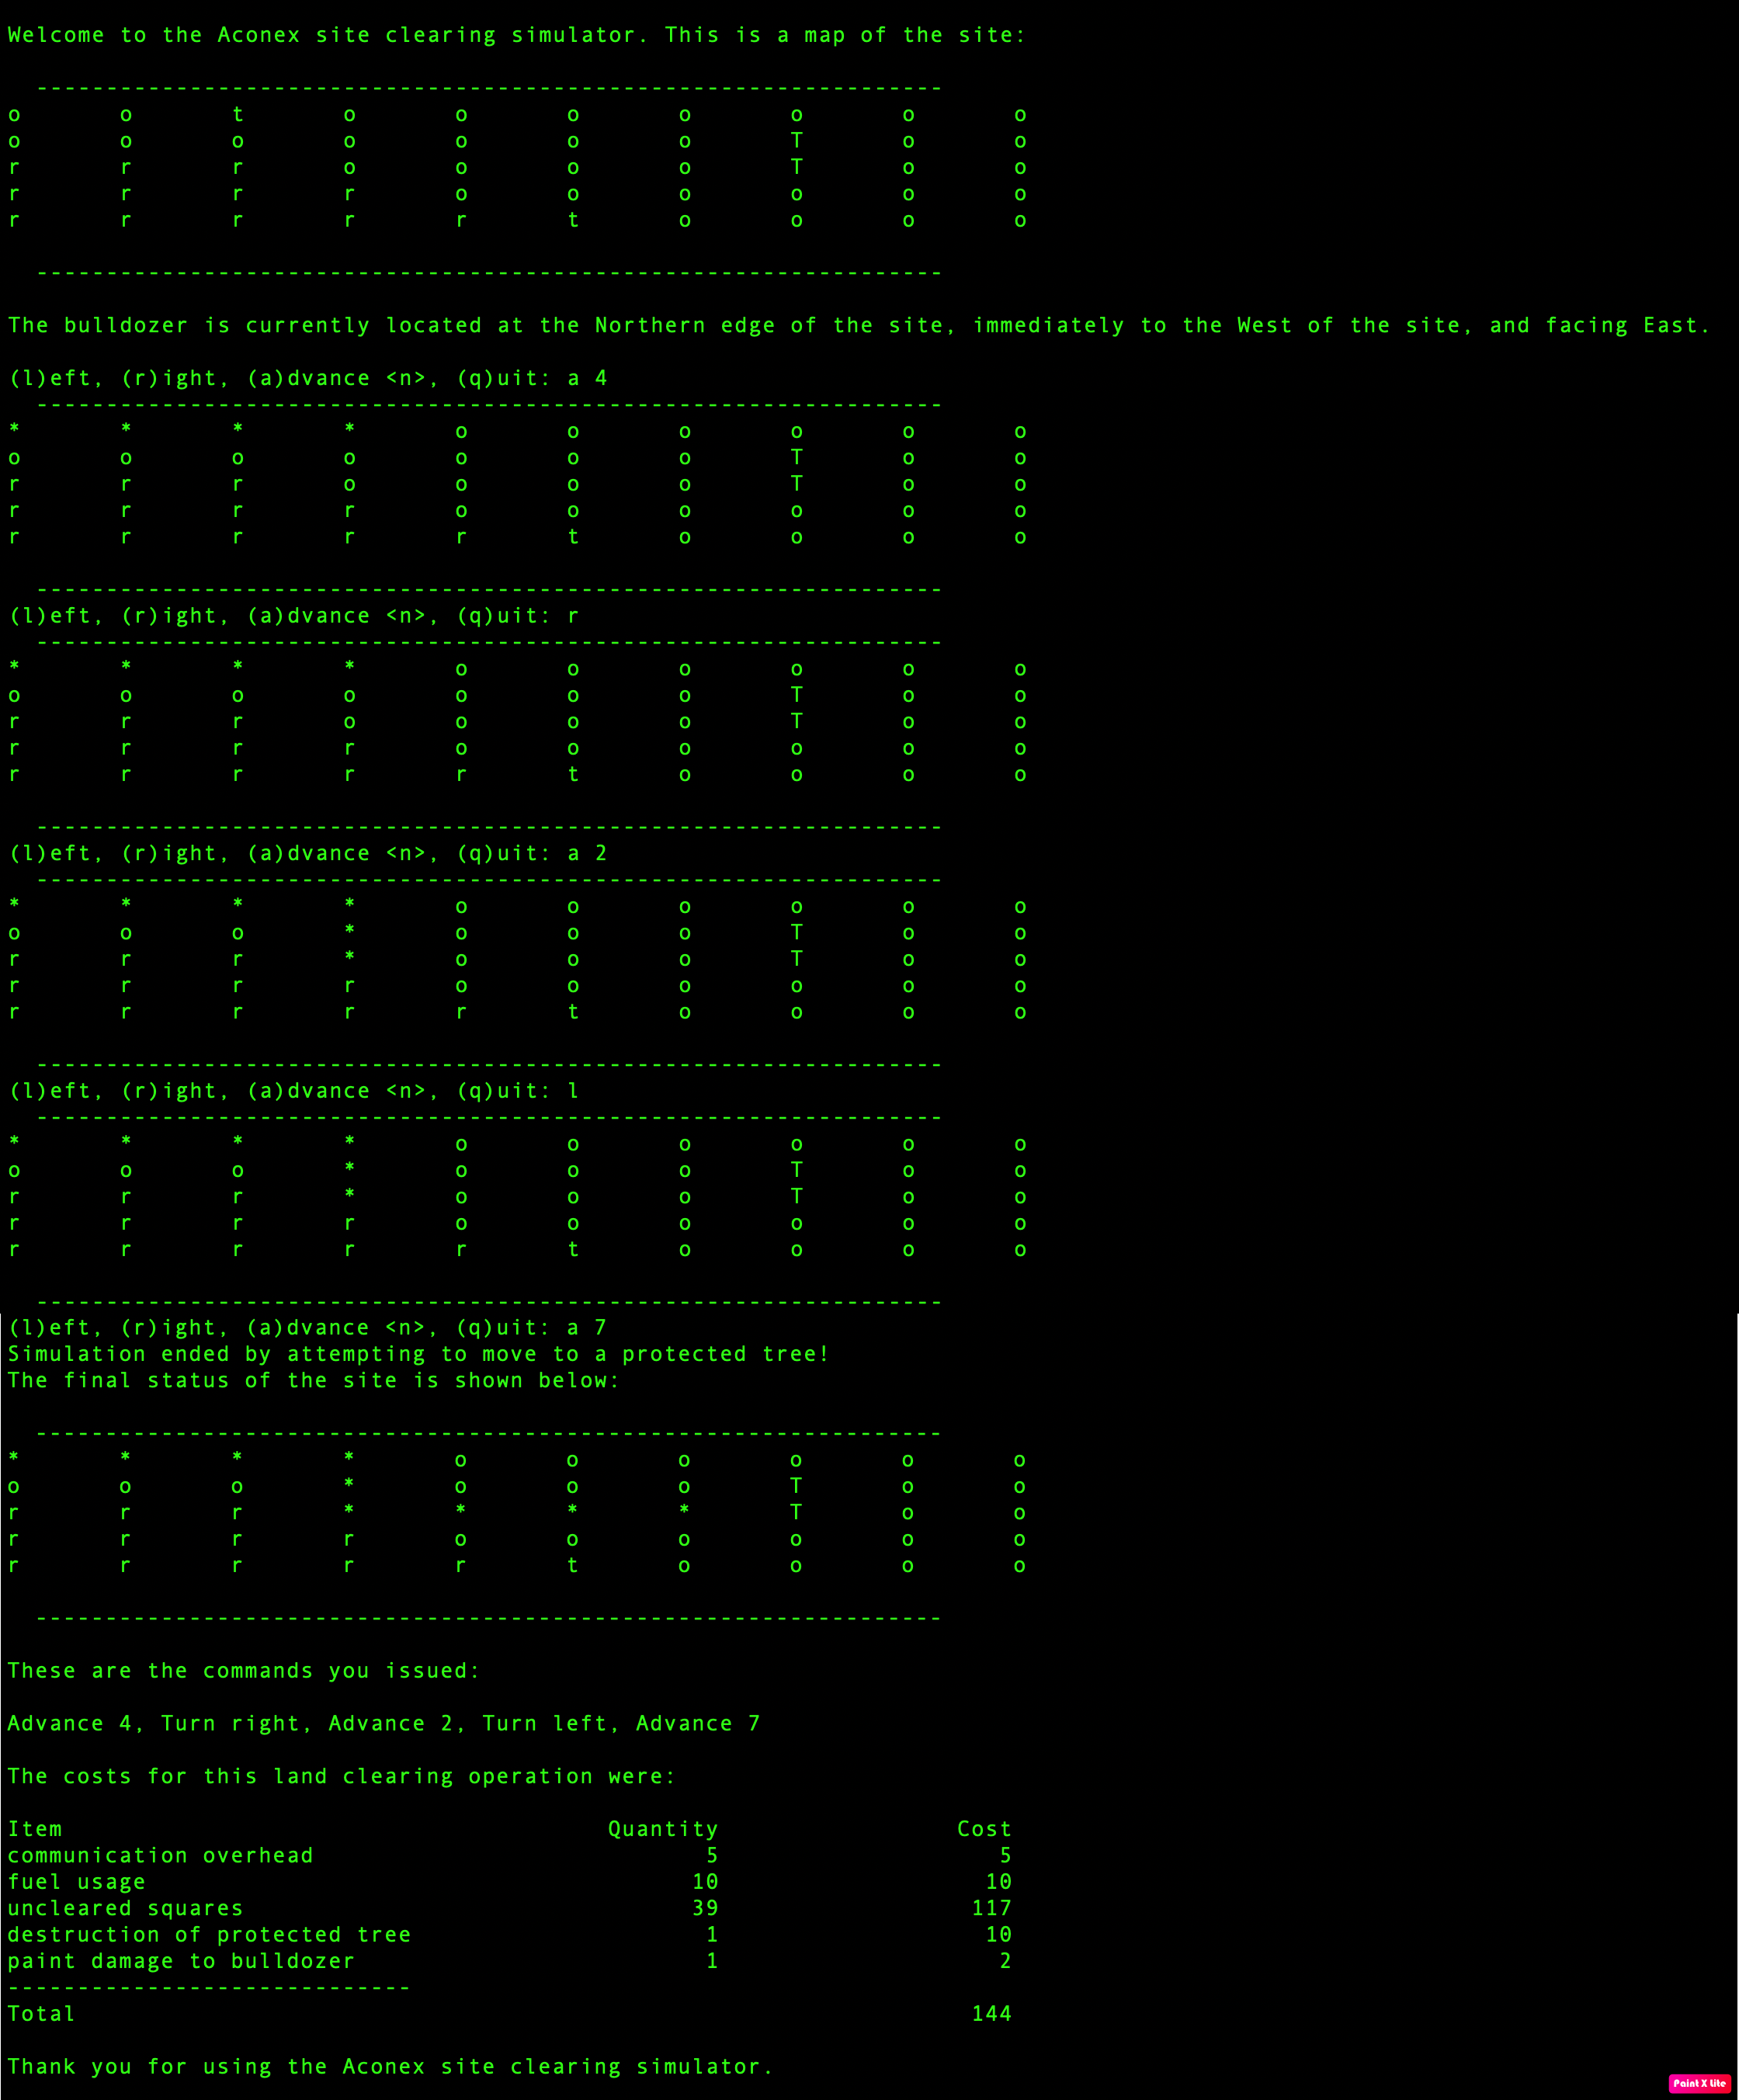 Welcome to the Aconex site clearing simulator. This is a map of the site:
-----------------------------------------------------------------
o o t o o o o o o o
o o o o o o o T o o
r r r o o o o T o o
r r r r o o o o o o
r r r r r t o o o o
-----------------------------------------------------------------
The bulldozer is currently located at the Northern edge of the site, immediately to the West of the site, and facing East.
(l)eft, (r)ight, (a)dvance <n>, (q)uit: a 4
-----------------------------------------------------------------
* * * * o o o o o o
o o o o o o o T o o
r r r o o o o T o o
r r r r o o o o o o
r r r r r t o o o o
-----------------------------------------------------------------
(l)eft, (r)ight, (a)dvance <n>, (q)uit: r
-----------------------------------------------------------------
* * * * o o o o o o
o o o o o o o T o o
r r r o o o o T o o
r r r r o o o o o o
r r r r r t o o o o
-----------------------------------------------------------------
(l)eft, (r)ight, (a)dvance <n>, (q)uit: a 2
-----------------------------------------------------------------
* * * * o o o o o o
o o o * o o o T o o
r r r * o o o T o o
r r r r o o o o o o
r r r r r t o o o o
-----------------------------------------------------------------
(l)eft, (r)ight, (a)dvance <n>, (q)uit: l
-----------------------------------------------------------------
* * * * o o o o o o
o o o * o o o T o o
r r r * o o o T o o
r r r r o o o o o o
r r r r r t o o o o
-----------------------------------------------------------------
(l)eft, (r)ight, (a)dvance <n>, (q)uit: a 7
Simulation ended by attempting to move to a protected tree!
The final status of the site is shown below:
-----------------------------------------------------------------
* * * * o o o o o o
o o o * o o o T o o
r r r * * * * T o o
r r r r o o o o o o
r r r r r t o o o o
-----------------------------------------------------------------
These are the commands you issued:
Advance 4, Turn right, Advance 2, Turn left, Advance 7
The costs for this land clearing operation were:
Item Quantity Cost
communication overhead 5 5
fuel usage 10 10
uncleared squares 39 117
destruction of protected tree 1 10
paint damage to bulldozer 1 2
-----------------------------
Total 144
Thank you for using the Aconex site clearing simulator.
Paint X Lite